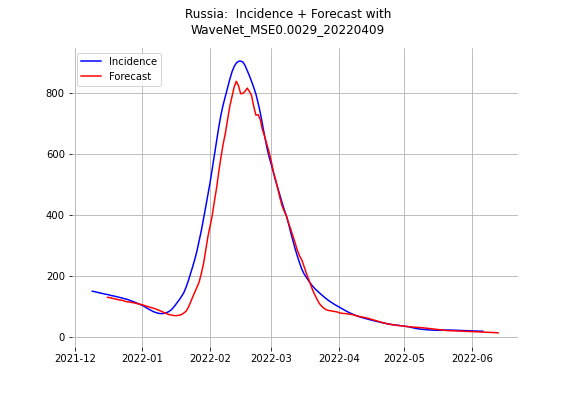 Russia:  Incidence + Forecast with
WaveNet_MSE0.0029_20220409
Incidence
Forecast
800
600
400
200
0
2021-12 2022-01 2022-02 2022-03 2022-04 2022-05 2022-06